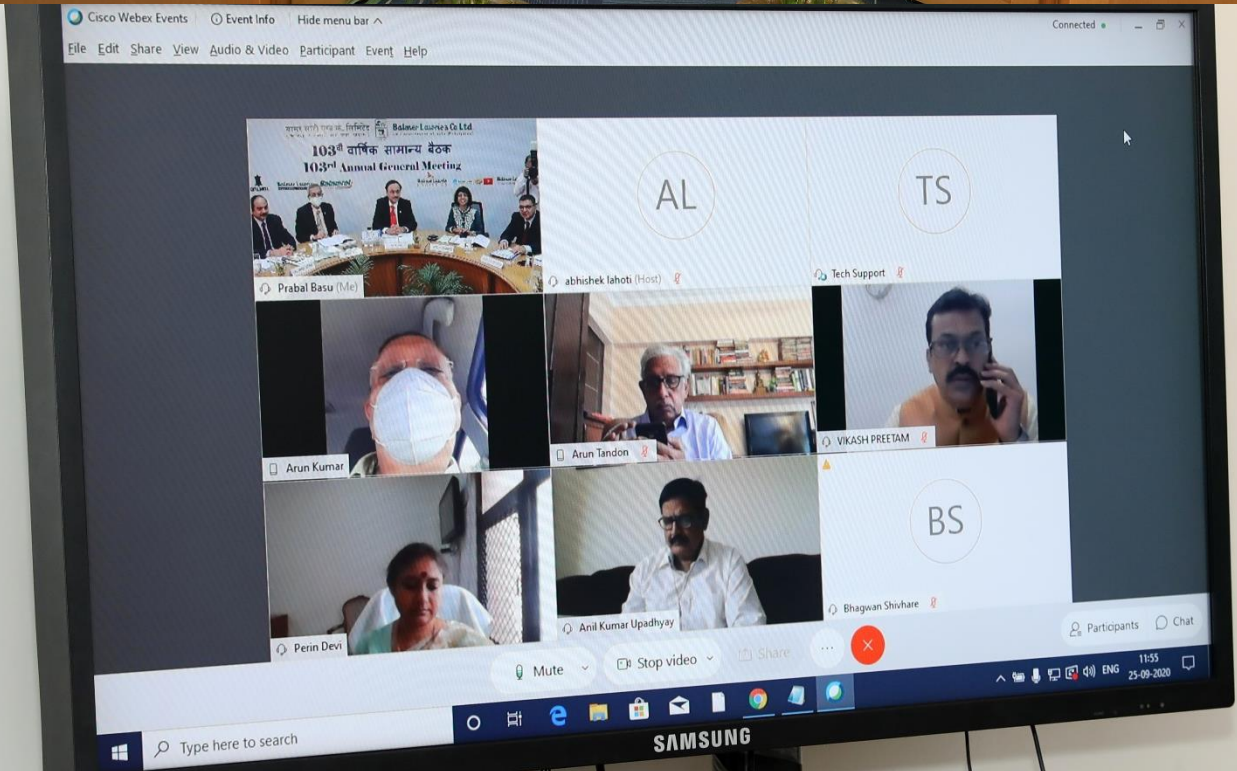 Cisco Webex Events
Event Info
Hide menu bar
Connected
File Edit Share View Audio & Video Participant Event Help
Balmer Lawrie & Co Ltd
103वीं वार्षिक सामान्य बैठक
103rd Annual General Meeting
Prabal Basu (Me)
AL
abhishek lahoti (Host)
TS
Tech Support
Arun Kumar
Arun Tandon
VIKASH PREETAM
Perin Devi
Anil Kumar Upadhyay
BS
Bhagwan Shivhare
Mute
Stop video
Share
Participants
Chat
Type here to search
ENG
11:55
25-09-2020
SAMSUNG